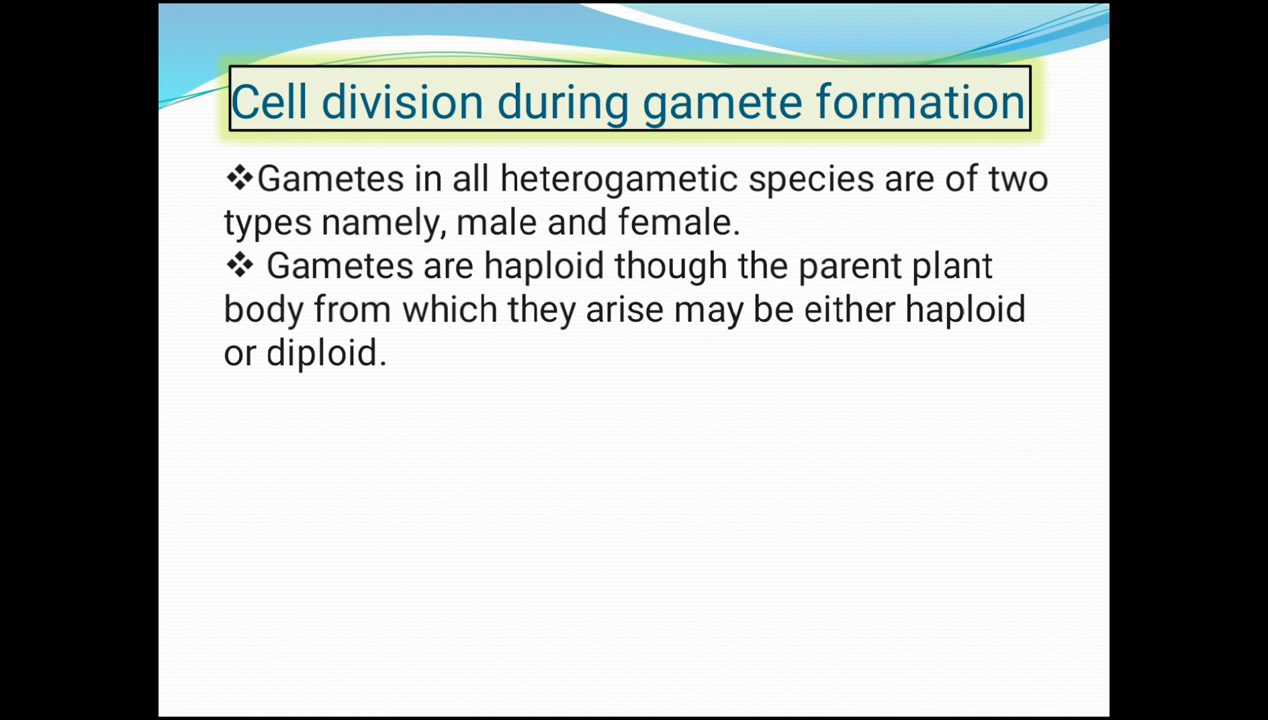 Cell division during gamete formation
❖Gametes in all heterogametic species are of two
types namely, male and female.
❖ Gametes are haploid though the parent plant
body from which they arise may be either haploid
or diploid.